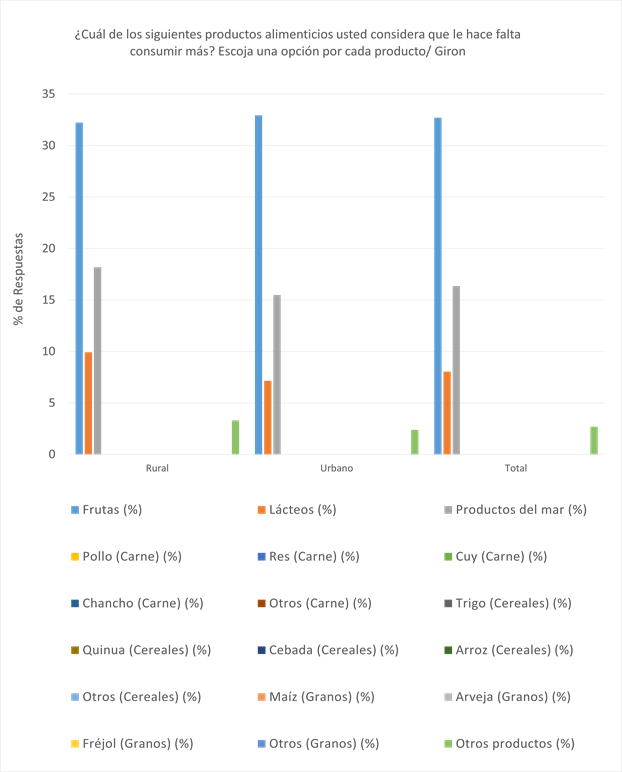 ¿Cuál de los siguientes productos alimenticios usted considera que le hace falta
consumir más? Escoja una opción por cada producto/ Giron
35
30
25
20
15
10
5
0
% de Respuestas
Rural Urbano Total
Frutas (%) Lácteos (%) Productos del mar (%)
Pollo (Carne) (%) Res (Carne) (%) Cuy (Carne) (%)
Chancho (Carne) (%) Otros (Carne) (%) Trigo (Cereales) (%)
Quinua (Cereales) (%) Cebada (Cereales) (%) Arroz (Cereales) (%)
Otros (Cereales) (%) Maíz (Granos) (%) Arveja (Granos) (%)
Fréjol (Granos) (%) Otros (Granos) (%) Otros productos (%)